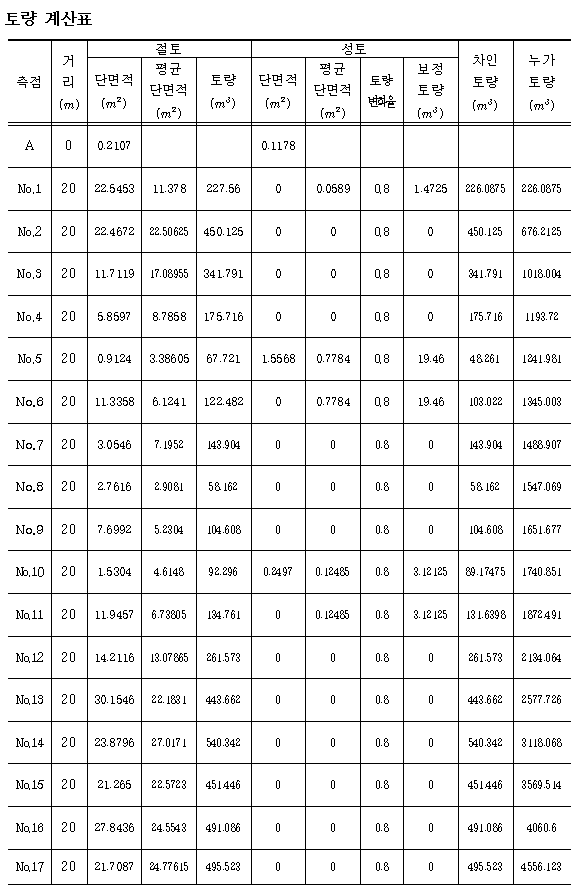 토량 계산표
측점 거리(m) 절토 성토 차인토량(m³) 누가토량(m³)
단면적(m²) 평균단면적(m²) 토량(m³) 단면적(m²) 평균단면적(m²) 토량변화율 보정토량(m³)
A 0 0.2107 0.1178
No.1 20 22.5453 11.378 227.56 0 0.0589 0.8 1.4725 226.0875 226.0875
No.2 20 22.4672 22.50625 450.125 0 0 0.8 0 450.125 676.2125
No.3 20 11.7119 17.08955 341.791 0 0 0.8 0 341.791 1018.004
No.4 20 5.8597 8.7858 175.716 0 0 0.8 0 175.716 1193.72
No.5 20 0.9124 3.38605 67.721 1.5568 0.7784 0.8 19.46 48.261 1241.981
No.6 20 11.3358 6.1241 122.482 0 0.7784 0.8 19.46 103.022 1345.003
No.7 20 3.0546 7.1952 143.904 0 0 0.8 0 143.904 1488.907
No.8 20 2.7616 2.9081 58.162 0 0 0.8 0 58.162 1547.069
No.9 20 7.6992 5.2304 104.608 0 0 0.8 0 104.608 1651.677
No.10 20 1.5304 4.6148 92.296 0.2497 0.12485 0.8 3.12125 89.17475 1740.851
No.11 20 11.9457 6.73805 134.761 0 0.12485 0.8 3.12125 131.6398 1872.491
No.12 20 14.2116 13.07865 261.573 0 0 0.8 0 261.573 2134.064
No.13 20 30.1546 22.1831 443.662 0 0 0.8 0 443.662 2577.726
No.14 20 23.8796 27.0171 540.342 0 0 0.8 0 540.342 3118.068
No.15 20 21.265 22.5723 451.446 0 0 0.8 0 451.446 3569.514
No.16 20 27.8436 24.5543 491.086 0 0 0.8 0 491.086 4060.6
No.17 20 21.7087 24.77615 495.523 0 0 0.8 0 495.523 4556.123